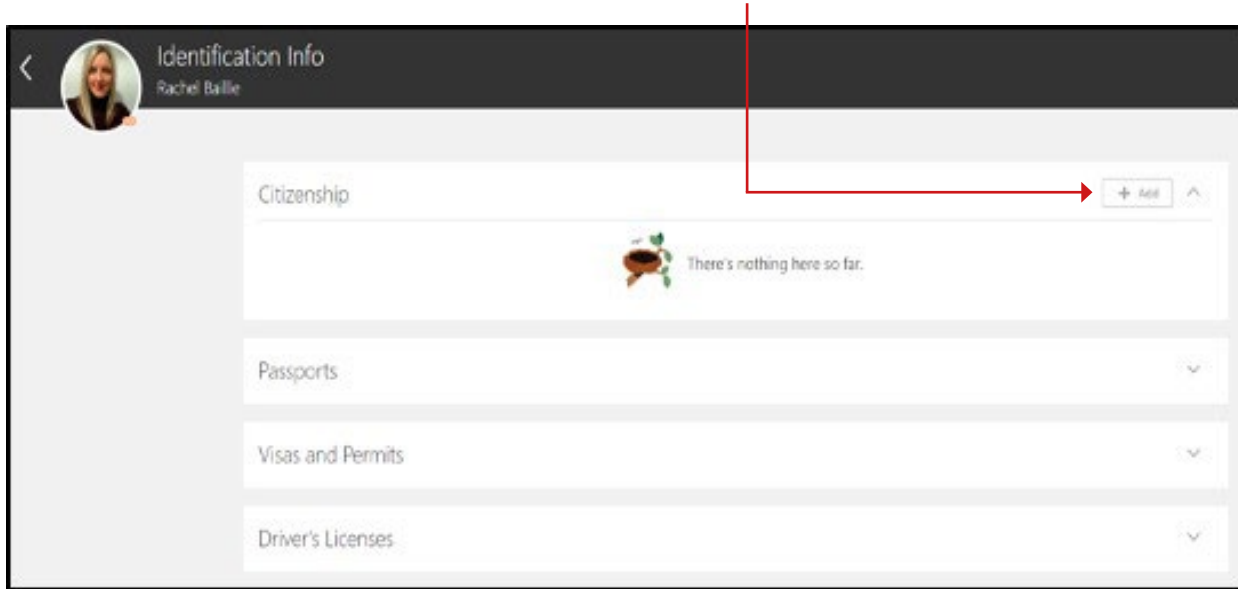 Identification Info
Rachel Baillie
Citizenship
+ Add
There's nothing here so far.
Passports
Visas and Permits
Driver's Licenses